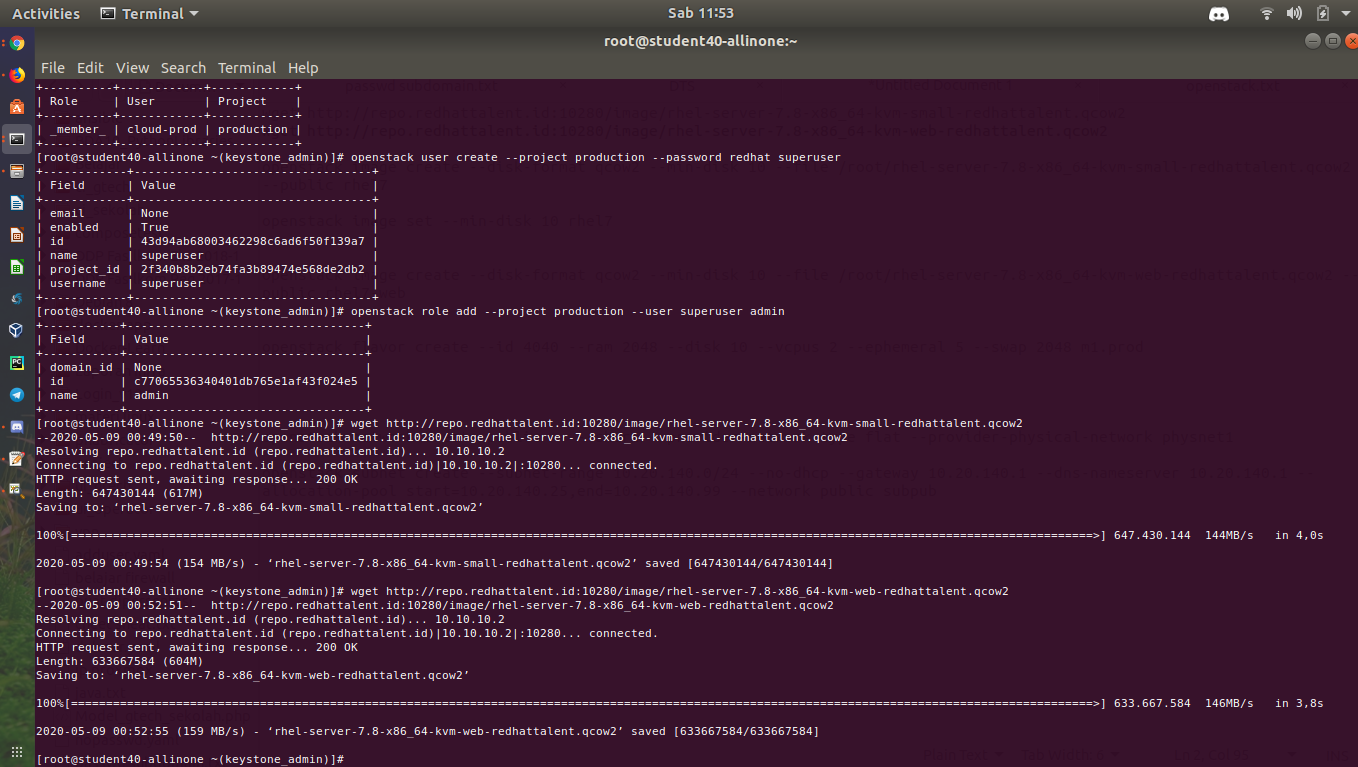 Activities Terminal Sab 11:53
root@student40-allinone:~
File Edit View Search Terminal Help
+----------+------------+------------+
| Role     | User       | Project    |
+----------+------------+------------+
| _member_ | cloud-prod | production |
+----------+------------+------------+
[root@student40-allinone ~(keystone_admin)]# openstack user create --project production --password redhat superuser
+------------+----------------------------------+
| Field      | Value                            |
+------------+----------------------------------+
| email      | None                             |
| enabled    | True                             |
| id         | 43d94ab68003462298c6ad6f50f139a7 |
| name       | superuser                        |
| project_id | 2f340b8b2eb74fa3b89474e568de2db2 |
| username   | superuser                        |
+------------+----------------------------------+
[root@student40-allinone ~(keystone_admin)]# openstack role add --project production --user superuser admin
+-----------+----------------------------------+
| Field     | Value                            |
+-----------+----------------------------------+
| domain_id | None                             |
| id        | c77065536340401db765e1af43f024e5 |
| name      | admin                            |
+-----------+----------------------------------+
[root@student40-allinone ~(keystone_admin)]# wget http://repo.redhattalent.id:10280/image/rhel-server-7.8-x86_64-kvm-small-redhattalent.qcow2
--2020-05-09 00:49:50--  http://repo.redhattalent.id:10280/image/rhel-server-7.8-x86_64-kvm-small-redhattalent.qcow2
Resolving repo.redhattalent.id (repo.redhattalent.id)... 10.10.10.2
Connecting to repo.redhattalent.id (repo.redhattalent.id)|10.10.10.2|:10280... connected.
HTTP request sent, awaiting response... 200 OK
Length: 647430144 (617M)
Saving to: ‘rhel-server-7.8-x86_64-kvm-small-redhattalent.qcow2’
100%[=====================================================>] 647.430.144  144MB/s   in 4,0s
2020-05-09 00:49:54 (154 MB/s) - ‘rhel-server-7.8-x86_64-kvm-small-redhattalent.qcow2’ saved [647430144/647430144]
[root@student40-allinone ~(keystone_admin)]# wget http://repo.redhattalent.id:10280/image/rhel-server-7.8-x86_64-kvm-web-redhattalent.qcow2
--2020-05-09 00:52:51--  http://repo.redhattalent.id:10280/image/rhel-server-7.8-x86_64-kvm-web-redhattalent.qcow2
Resolving repo.redhattalent.id (repo.redhattalent.id)... 10.10.10.2
Connecting to repo.redhattalent.id (repo.redhattalent.id)|10.10.10.2|:10280... connected.
HTTP request sent, awaiting response... 200 OK
Length: 633667584 (604M)
Saving to: ‘rhel-server-7.8-x86_64-kvm-web-redhattalent.qcow2’
100%[=====================================================>] 633.667.584  146MB/s   in 3,8s
2020-05-09 00:52:55 (159 MB/s) - ‘rhel-server-7.8-x86_64-kvm-web-redhattalent.qcow2’ saved [633667584/633667584]
[root@student40-allinone ~(keystone_admin)]#